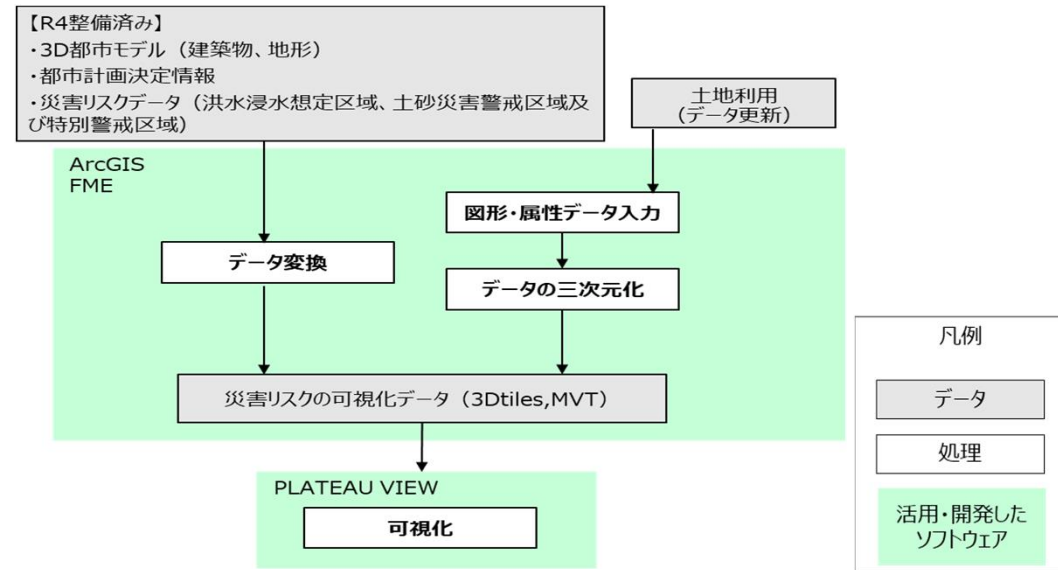 【R4整備済み】
・3D都市モデル（建築物、地形）
・都市計画決定情報
・災害リスクデータ（洪水浸水想定区域、土砂災害警戒区域及
び特別警戒区域）
土地利用
（データ更新）
ArcGIS
FME
図形・属性データ入力
データ変換
データの三次元化
災害リスクの可視化データ（3Dtiles,MVT）
PLATEAU VIEW
可視化
凡例
データ
処理
活用・開発した
ソフトウェア